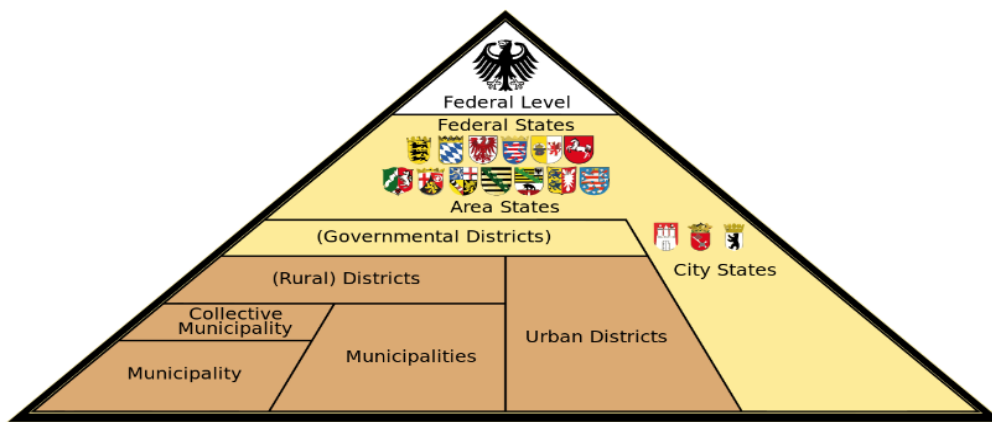 Federal Level
Federal States
Area States
(Governmental Districts)
City States
(Rural) Districts
Collective
Municipality
Urban Districts
Municipalities
Municipality